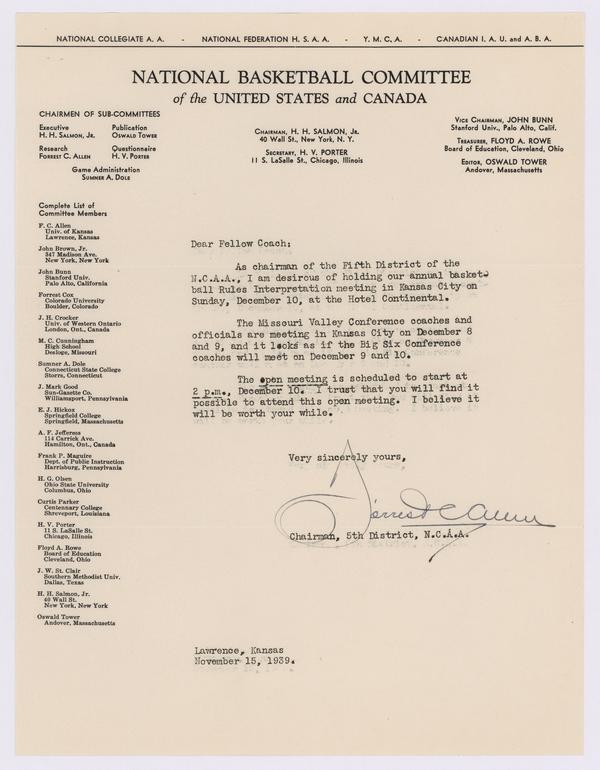 NATIONAL COLLEGIATE A. A. - NATIONAL FEDERATION H. S. A. A. - Y. M. C. A. - CANADIAN I. A. U. and A. B. A.
NATIONAL BASKETBALL COMMITTEE
of the UNITED STATES and CANADA
CHAIRMEN OF SUB-COMMITTEES
Executive
H. H. SALMON, JR.
Publication
OSWALD TOWER
Research
FORREST C. ALLEN
Questionnaire
H. V. PORTER
Game Administration
SUMNER A. DOLE
CHAIRMAN, H. H. SALMON, JR.
40 Wall St., New York, N. Y.
SECRETARY, H. V. PORTER
11 S. LaSalle St., Chicago, Illinois
VICE CHAIRMAN, JOHN BUNN
Stanford Univ., Palo Alto, Calif.
TREASURER, FLOYD A. ROWE
Board of Education, Cleveland, Ohio
EDITOR, OSWALD TOWER
Andover, Massachusetts
Complete List of
Committee Members
F. C. Allen
Univ. of Kansas
Lawrence, Kansas
John Brown, Jr.
347 Madison Ave.
New York, New York
John Bunn
Stanford Univ.
Palo Alto, California
Forrest Cox
Colorado University
Boulder, Colorado
J. H. Crocker
Univ. of Western Ontario
London, Ont., Canada
M. C. Cunningham
High School
Desloge, Missouri
Sumner A. Dole
Connecticut State College
Storrs, Connecticut
J. Mark Good
Sun-Gazette Co.
Williamsport, Pennsylvania
E. J. Hickox
Springfield College
Springfield, Massachusetts
A. F. Jefferess
114 Carrick Ave.
Hamilton, Ont., Canada
Frank P. Maguire
Dept. of Public Instruction
Harrisburg, Pennsylvania
H. G. Olsen
Ohio State University
Columbus, Ohio
Curtis Parker
Centenary College
Shreveport, Louisiana
H. V. Porter
11 S. LaSalle St.
Chicago, Illinois
Floyd A. Rowe
Board of Education
Cleveland, Ohio
J. W. St. Clair
Southern Methodist Univ.
Dallas, Texas
H. H. Salmon, Jr.
40 Wall St.
New York, New York
Oswald Tower
Andover, Massachusetts
Dear Fellow Coach:
As chairman of the Fifth District of the
N.C.A.A., I am desirous of holding our annual basket-
ball Rules Interpretation meeting in Kansas City on
Sunday, December 10, at the Hotel Continental.
The Missouri Valley Conference coaches and
officials are meeting in Kansas City on December 8
and 9, and it looks as if the Big Six Conference
coaches will meet on December 9 and 10.
The open meeting is scheduled to start at
2 p.m., December 10. I trust that you will find it
possible to attend this open meeting. I believe it
will be worth your while.
Very sincerely yours,
Forrest C. Allen
Chairman, 5th District, N.C.A.A.
Lawrence, Kansas
November 15, 1939.